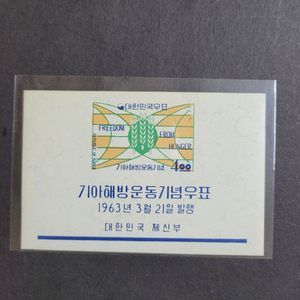 대한민국우표
FREEDOM FROM HUNGER
기아해방운동기념 4.00
기아해방운동기념우표
1963년 3월 21일 발행
대한민국 체신부